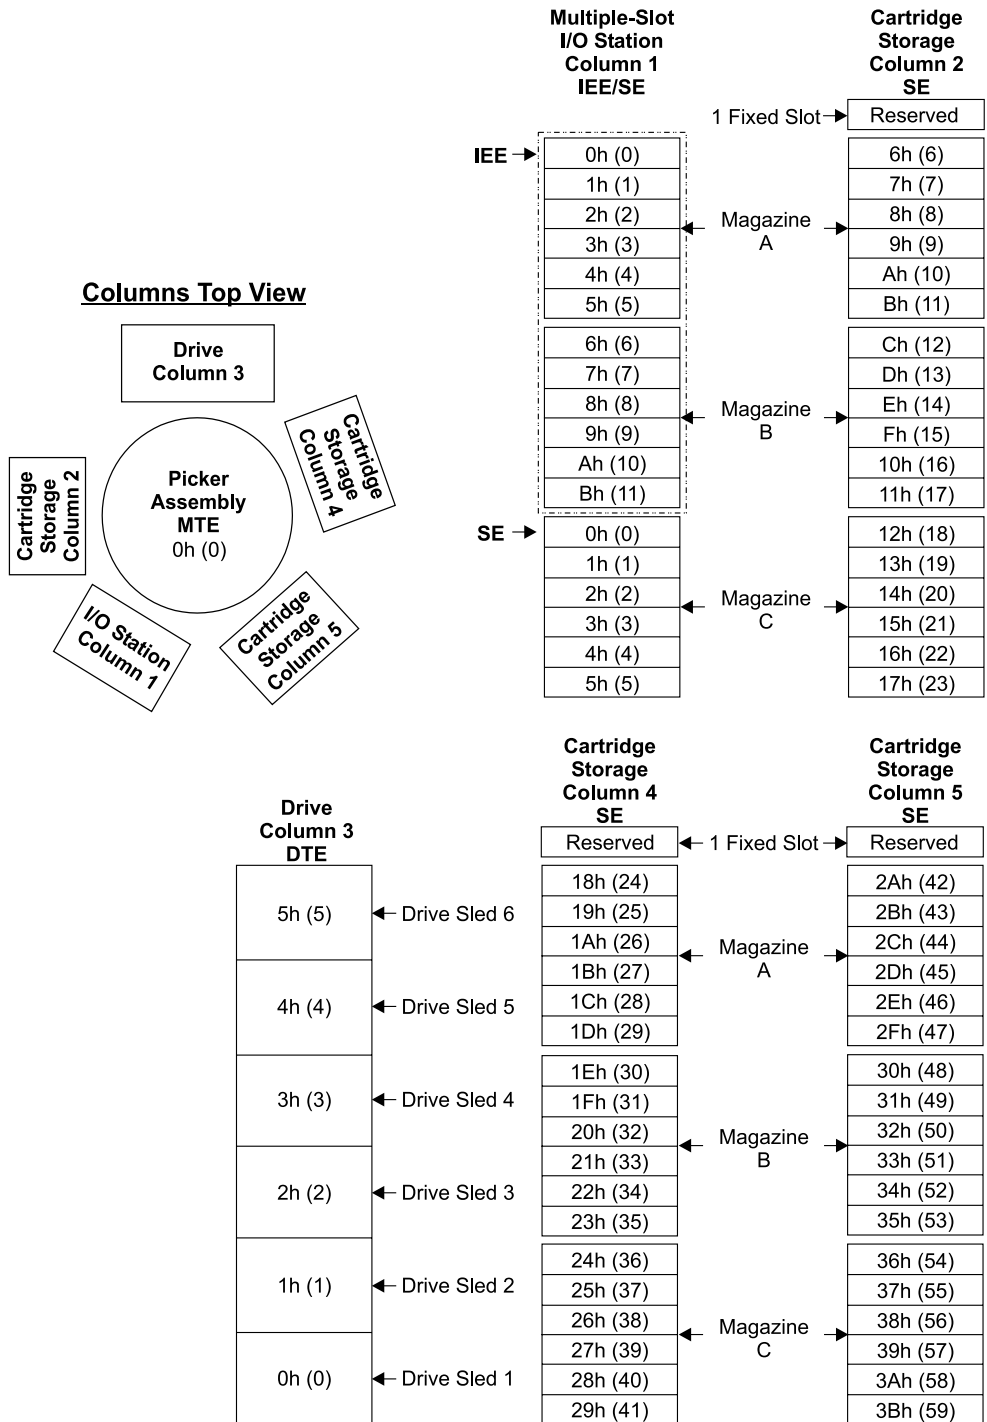 Multiple-Slot
I/O Station
Column 1
IEE/SE
Cartridge
Storage
Column 2
SE
1 Fixed Slot
Reserved
IEE
0h (0)
1h (1)
2h (2)
3h (3)
4h (4)
5h (5)
6h (6)
7h (7)
8h (8)
9h (9)
Ah (10)
Bh (11)
SE
0h (0)
1h (1)
2h (2)
3h (3)
4h (4)
5h (5)
Magazine
A
Magazine
B
Magazine
C
6h (6)
7h (7)
8h (8)
9h (9)
Ah (10)
Bh (11)
Ch (12)
Dh (13)
Eh (14)
Fh (15)
10h (16)
11h (17)
12h (18)
13h (19)
14h (20)
15h (21)
16h (22)
17h (23)
Columns Top View
Drive
Column 3
Cartridge
Storage
Column 4
Picker
Assembly
MTE
0h (0)
Cartridge
Storage
Column 2
I/O Station
Column 1
Cartridge
Storage
Column 5
Drive
Column 3
DTE
5h (5)
4h (4)
3h (3)
2h (2)
1h (1)
0h (0)
Drive Sled 6
Drive Sled 5
Drive Sled 4
Drive Sled 3
Drive Sled 2
Drive Sled 1
Cartridge
Storage
Column 4
SE
Reserved
18h (24)
19h (25)
1Ah (26)
1Bh (27)
1Ch (28)
1Dh (29)
1Eh (30)
1Fh (31)
20h (32)
21h (33)
22h (34)
23h (35)
24h (36)
25h (37)
26h (38)
27h (39)
28h (40)
29h (41)
1 Fixed Slot
Magazine
A
Magazine
B
Magazine
C
Cartridge
Storage
Column 5
SE
Reserved
2Ah (42)
2Bh (43)
2Ch (44)
2Dh (45)
2Eh (46)
2Fh (47)
30h (48)
31h (49)
32h (50)
33h (51)
34h (52)
35h (53)
36h (54)
37h (55)
38h (56)
39h (57)
3Ah (58)
3Bh (59)